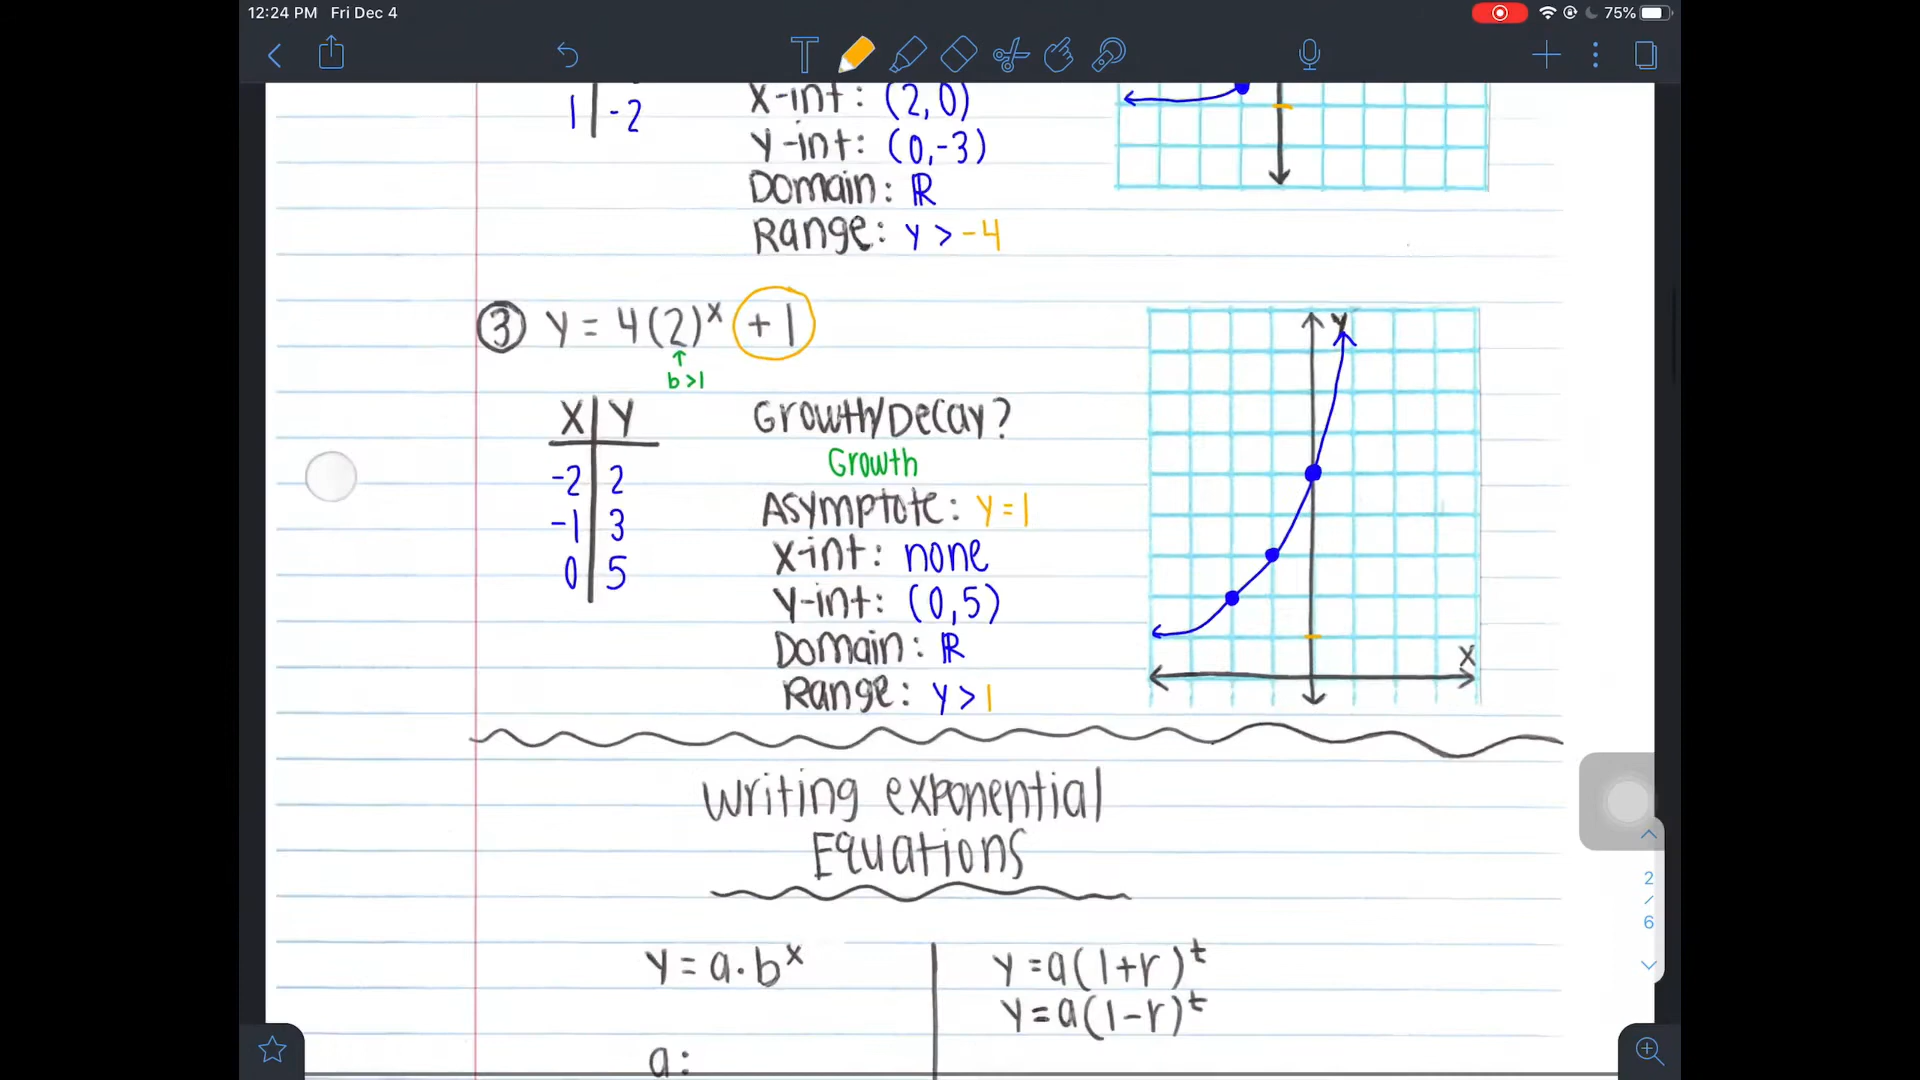 12:24 PM Fri Dec 4
75%
1 -2
X-int: (2,0)
Y-int: (0,-3)
Domain: ℝ
Range: y > -4
③ y = 4(2)ˣ + 1
b>1
X Y
-2 2
-1 3
0 5
Growth/Decay?
Growth
Asymptote: y=1
X-int: none
Y-int: (0,5)
Domain: ℝ
Range: y > 1
y
X
Writing exponential
Equations
y = a·bˣ
a:
y = a(1+r)ᵗ
y = a(1-r)ᵗ
2
/
6